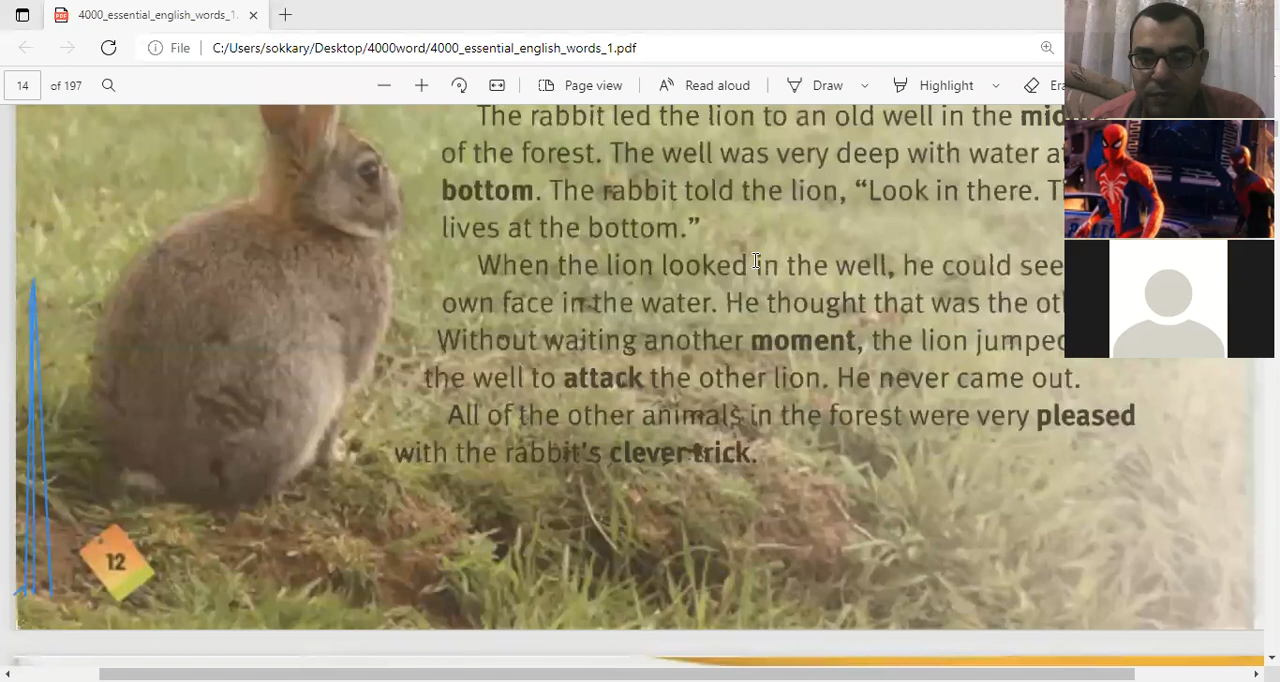 4000_essential_english_words_1.
File
C:/Users/sokkary/Desktop/4000word/4000_essential_english_words_1.pdf
14 of 197
Page view
Read aloud
Draw
Highlight
The rabbit led the lion to an old well in the
of the forest. The well was very deep with water
bottom. The rabbit told the lion, “Look in there.
lives at the bottom.”
When the lion looked in the well, he could see
own face in the water. He thought that was the
Without waiting another moment, the lion jumped
the well to attack the other lion. He never came out.
All of the other animals in the forest were very pleased
with the rabbit's clever trick.
12